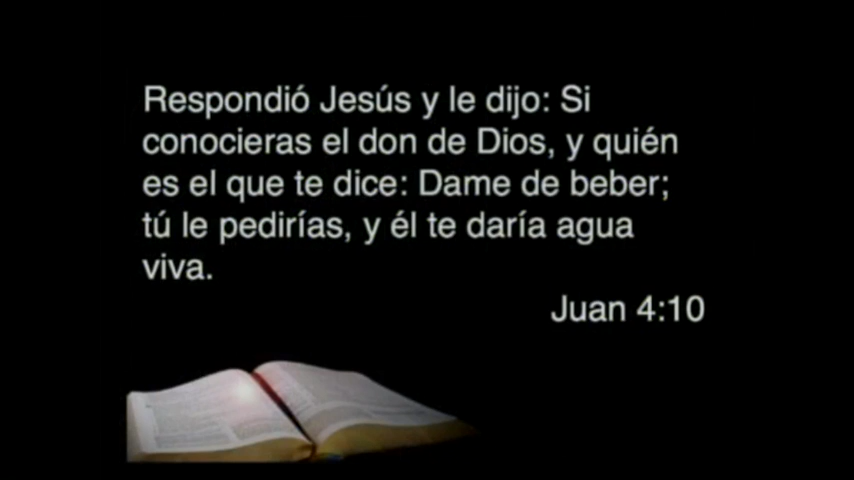 Respondió Jesús y le dijo: Si
conocieras el don de Dios, y quién
es el que te dice: Dame de beber;
tú le pedirías, y él te daría agua
viva.
Juan 4:10